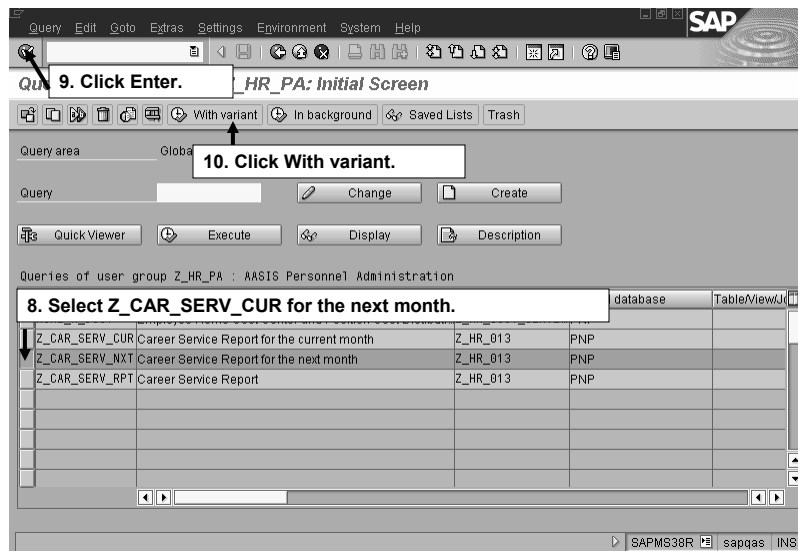 Query Edit Goto Extras Settings Environment System Help
SAP
9. Click Enter.
_HR_PA: Initial Screen
With variant In background Saved Lists Trash
Query area Globa
10. Click With variant.
Query Change Create
Quick Viewer Execute Display Description
Queries of user group Z_HR_PA : AASIS Personnel Administration
8. Select Z_CAR_SERV_CUR for the next month.
database Table/View/Jo
Z_CAR_SERV_CUR Career Service Report for the current month Z_HR_013 PNP
Z_CAR_SERV_NXT Career Service Report for the next month Z_HR_013 PNP
Z_CAR_SERV_RPT Career Service Report Z_HR_013 PNP
SAPMS38R sapqas INS